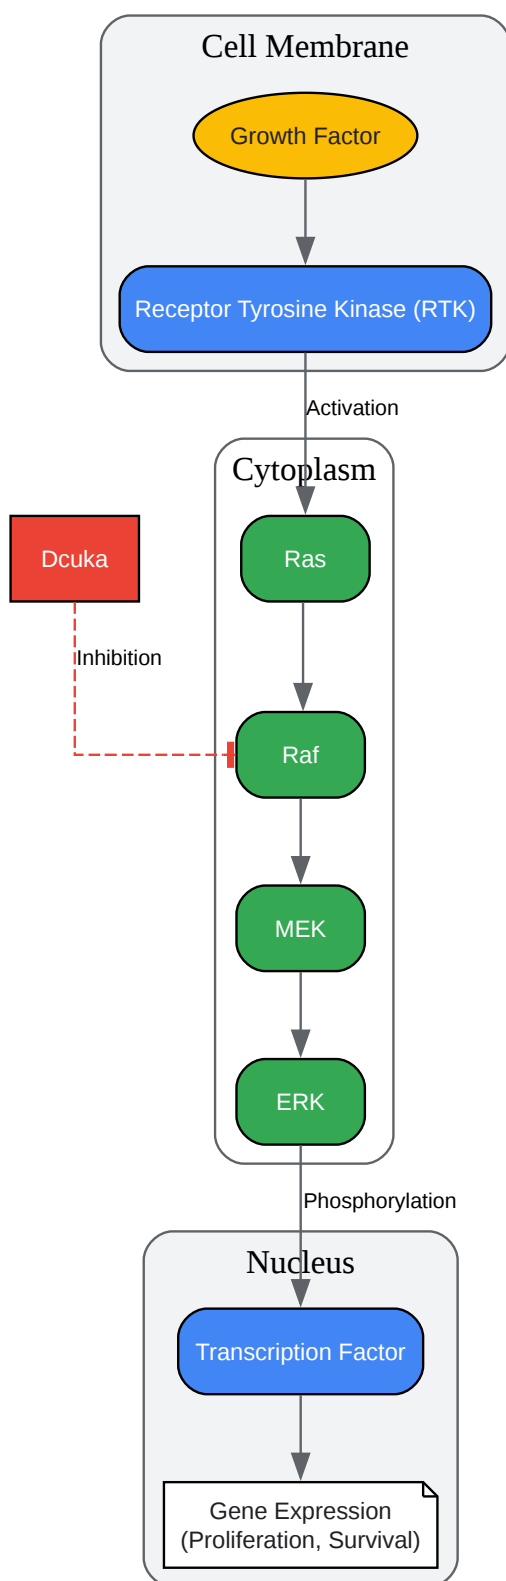 Cell Membrane
Growth Factor
Receptor Tyrosine Kinase (RTK)
Activation
Cytoplasm
Dcuka
Ras
Inhibition
Raf
MEK
ERK
Phosphorylation
Nucleus
Transcription Factor
Gene Expression
(Proliferation, Survival)